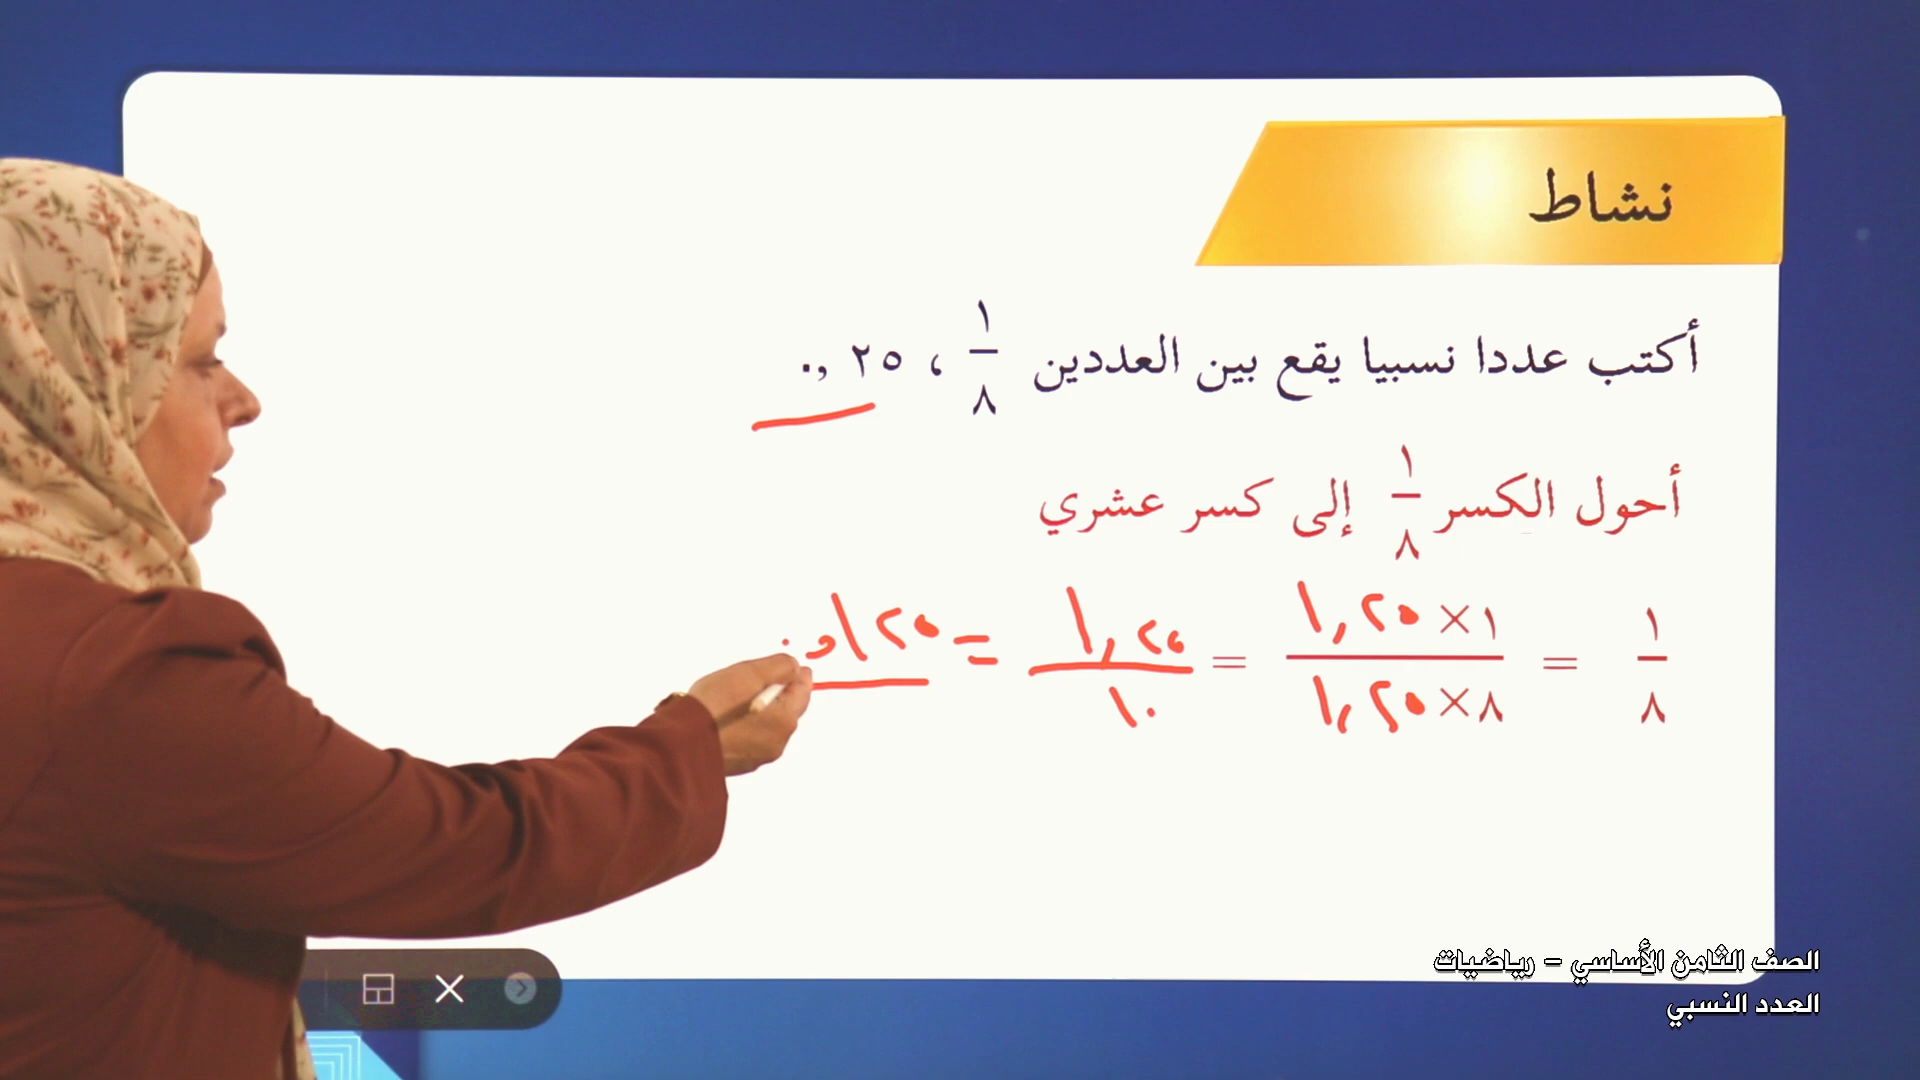 نشاط
أكتب عددا نسبيا يقع بين العددين ١/٨ ، ٠,٢٥
أحول الكسر ١/٨ إلى كسر عشري
١/٨ = (١×١,٢٥)/(٨×١,٢٥) = ١,٢٥/١٠ = ٠,١٢٥
الصف الثامن الأساسي - رياضيات
العدد النسبي